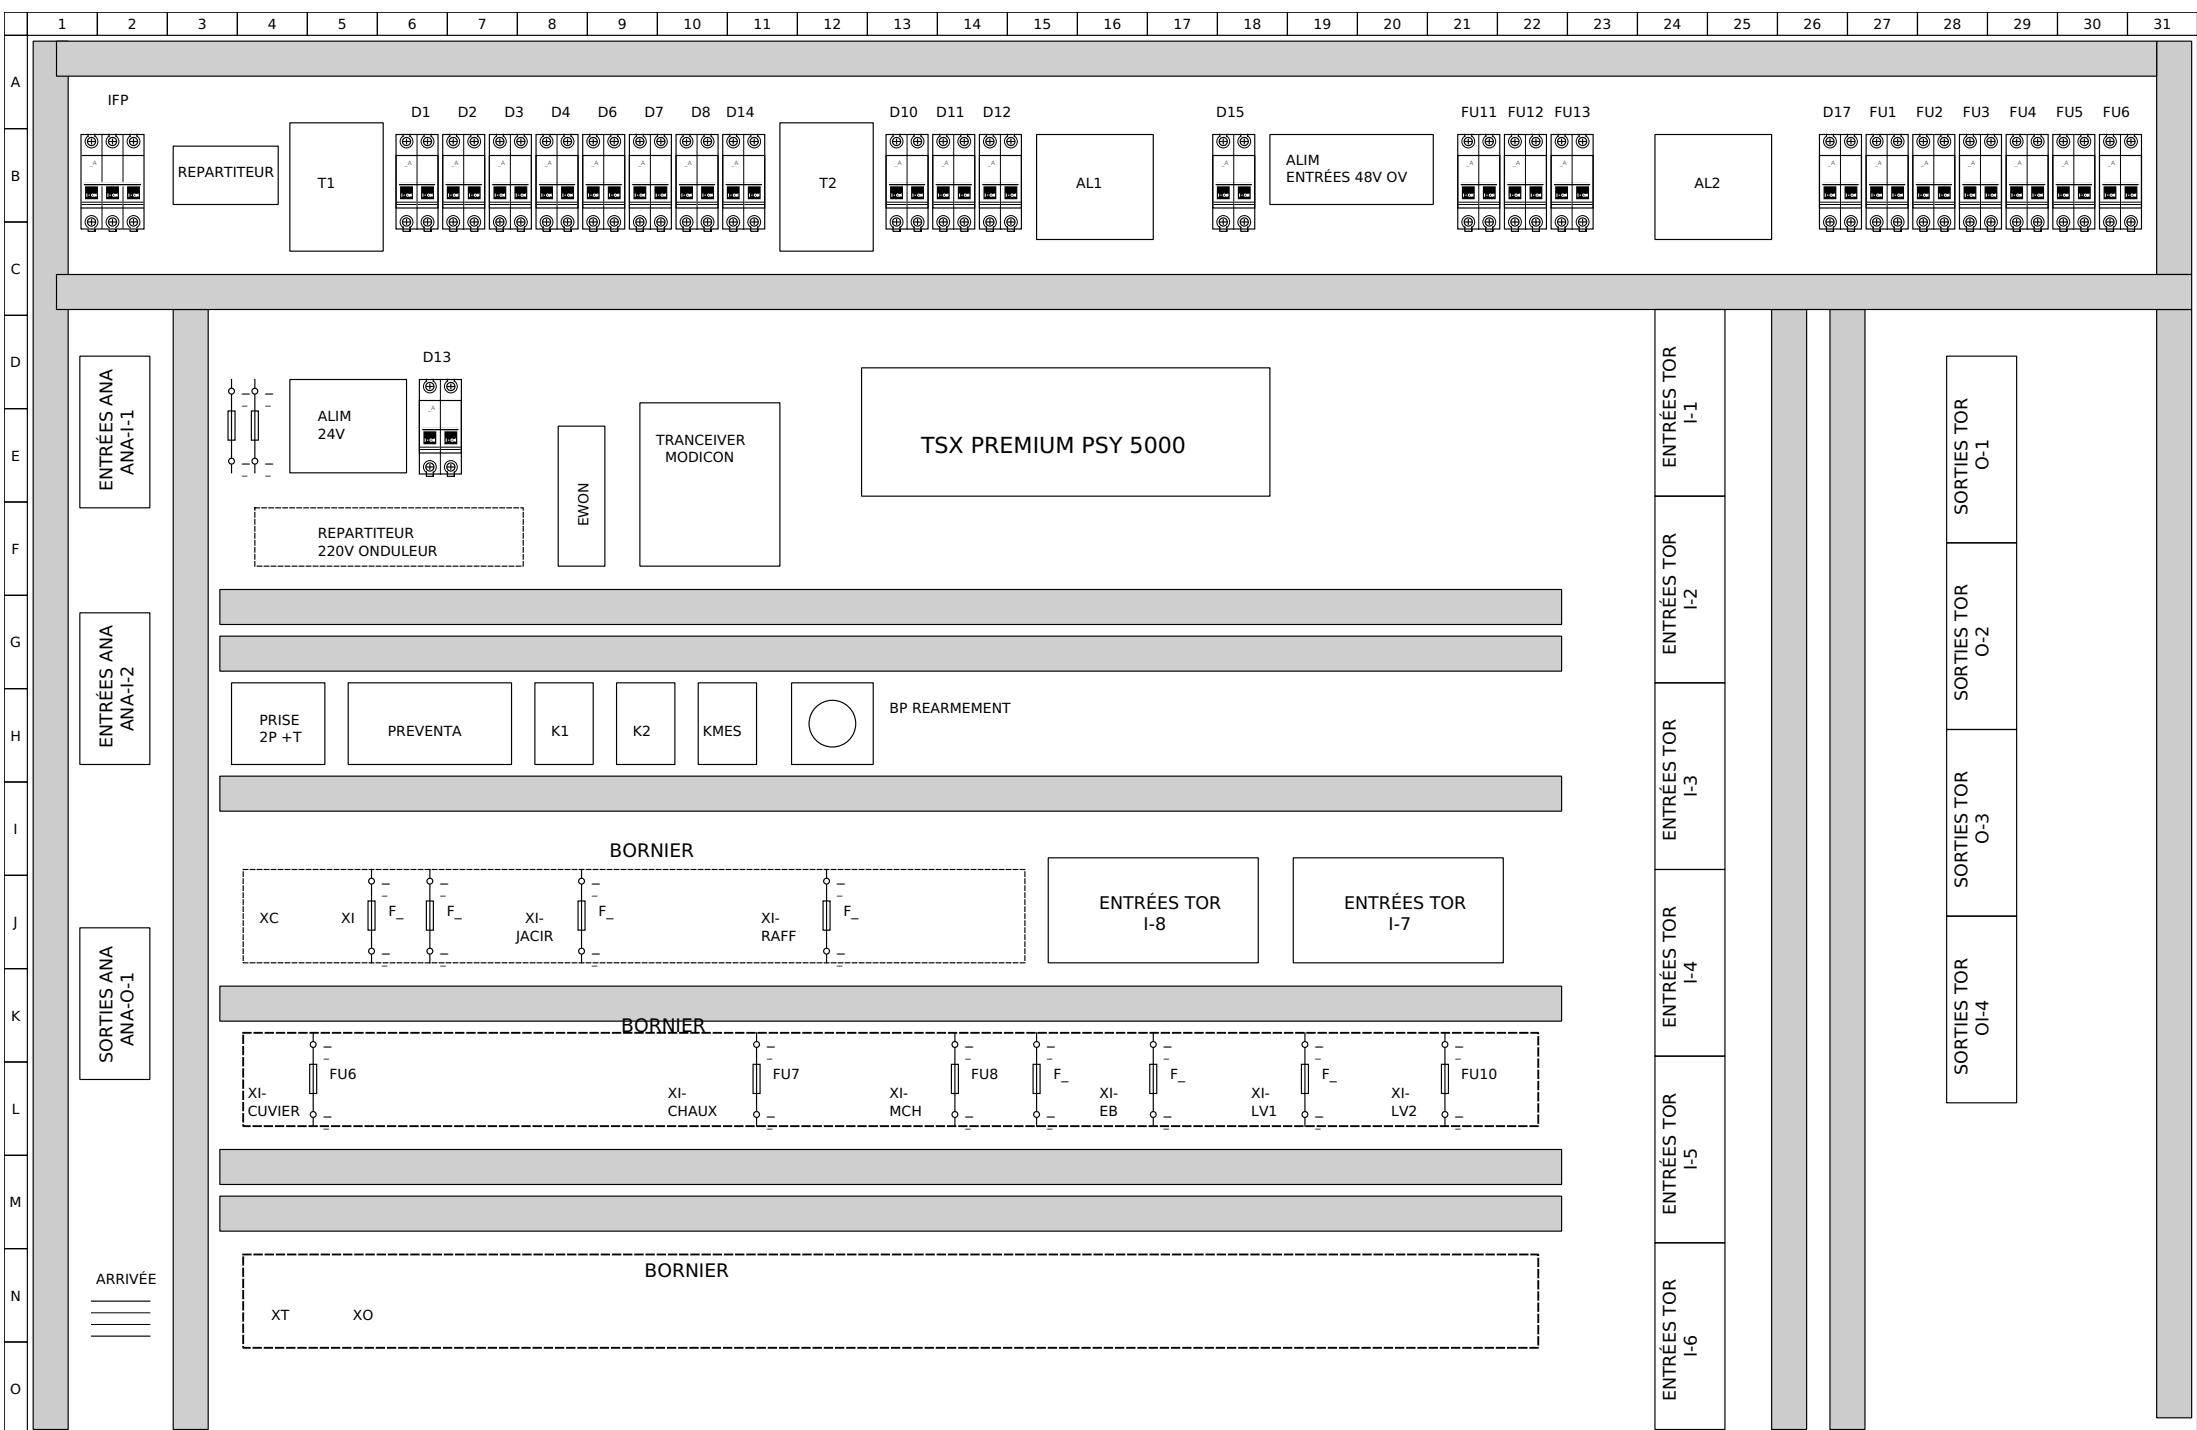 1 2 3 4 5 6 7 8 9 10 11 12 13 14 15 16 17 18 19 20 21 22 23 24 25 26 27 28 29 30 31
A
B
C
D
E
F
G
H
I
J
K
L
M
N
O
IFP
D1 D2 D3 D4 D6 D7 D8 D14
D10 D11 D12
D15
FU11 FU12 FU13
D17 FU1 FU2 FU3 FU4 FU5 FU6
REPARTITEUR
T1
T2
AL1
ALIM
ENTRÉES 48V OV
AL2
ENTRÉES ANA
ANA-I-1
ENTRÉES ANA
ANA-I-2
SORTIES ANA
ANA-O-1
ARRIVÉE
ALIM
24V
D13
REPARTITEUR
220V ONDULEUR
EWON
TRANCEIVER
MODICON
TSX PREMIUM PSY 5000
PRISE
2P +T
PREVENTA
K1
K2
KMES
BP REARMEMENT
BORNIER
XC
XI
F_
F_
XI-
JACIR
F_
XI-
RAFF
F_
ENTRÉES TOR
I-8
ENTRÉES TOR
I-7
BORNIER
XI-
CUVIER
FU6
XI-
CHAUX
FU7
XI-
MCH
FU8
F_
XI-
EB
F_
XI-
LV1
F_
XI-
LV2
FU10
BORNIER
XT
XO
ENTRÉES TOR
I-1
ENTRÉES TOR
I-2
ENTRÉES TOR
I-3
ENTRÉES TOR
I-4
ENTRÉES TOR
I-5
ENTRÉES TOR
I-6
SORTIES TOR
O-1
SORTIES TOR
O-2
SORTIES TOR
O-3
SORTIES TOR
OI-4